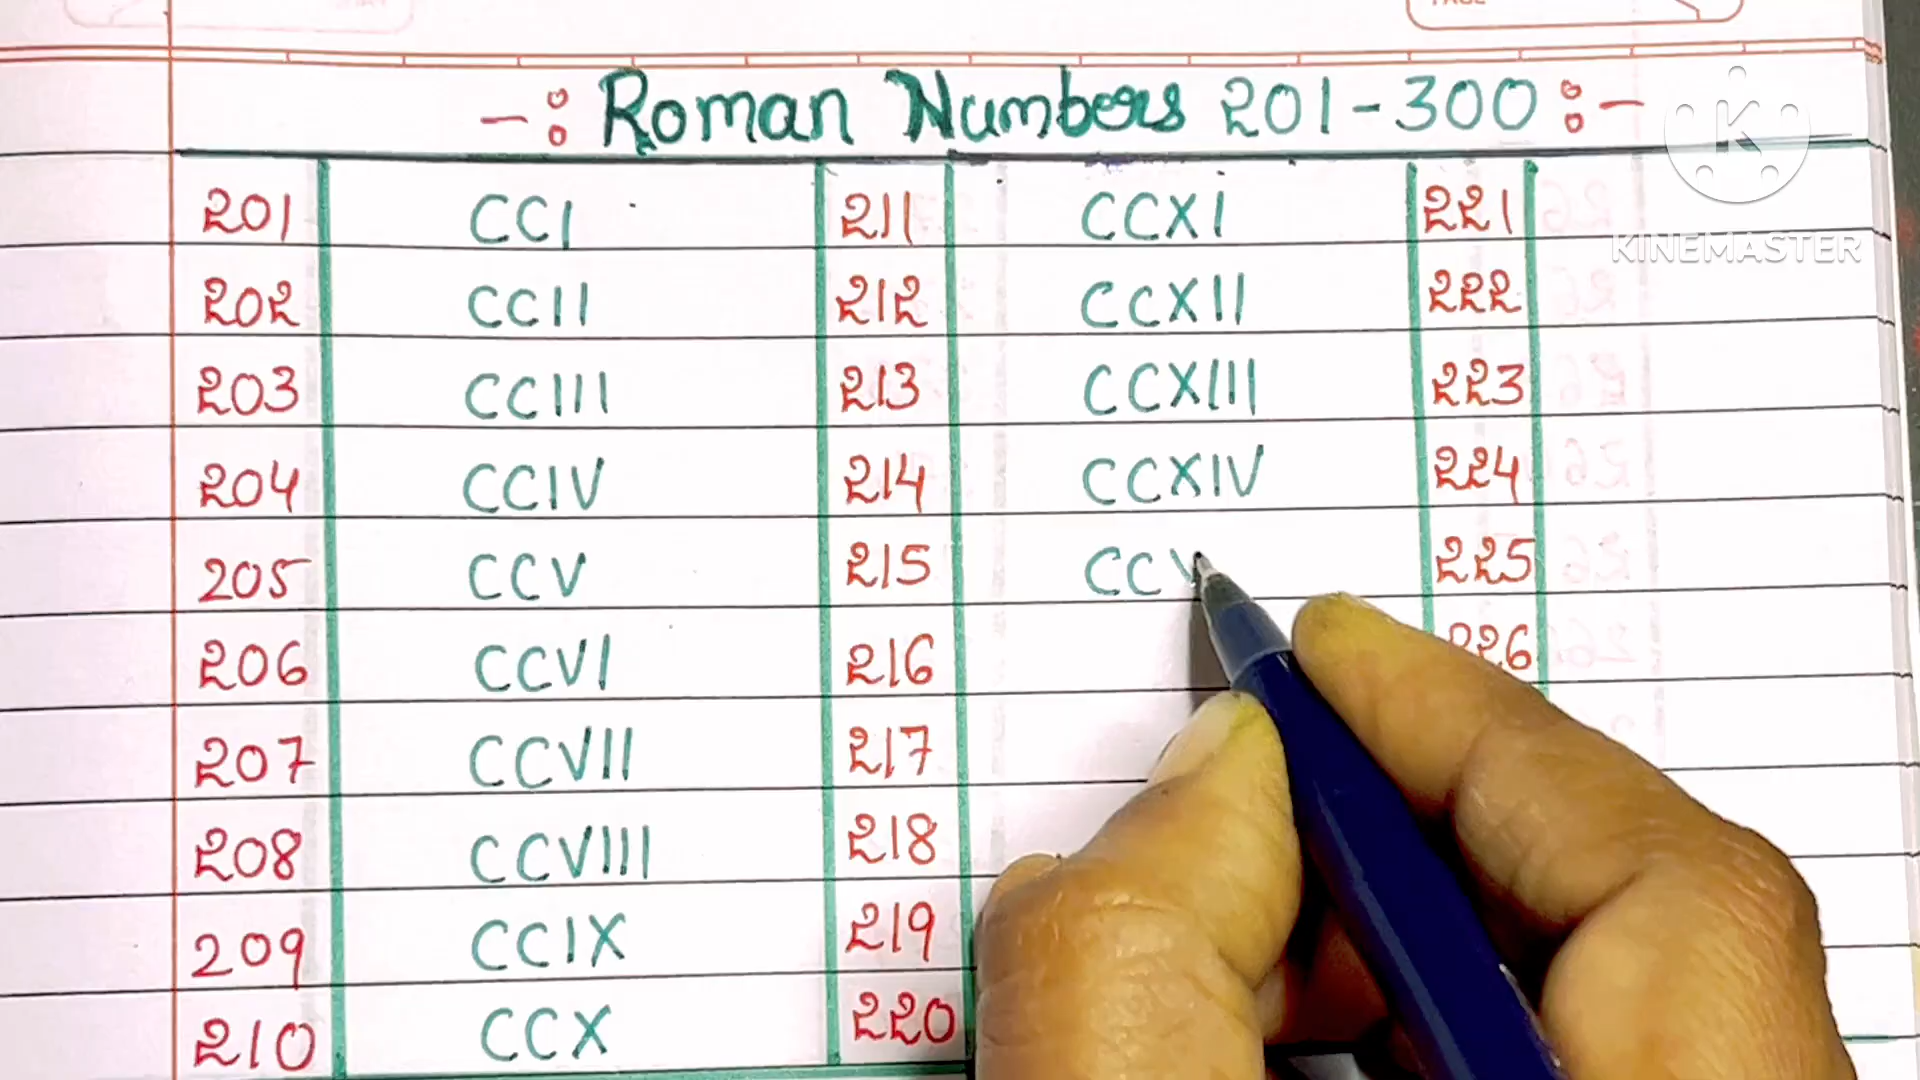 -: Roman Numbers 201-300 :-
201 CCI 211 CCXI 221
202 CCII 212 CCXII 222
203 CCIII 213 CCXIII 223
204 CCIV 214 CCXIV 224
205 CCV 215 CCV 225
206 CCVI 216 226
207 CCVII 217
208 CCVIII 218
209 CCIX 219
210 CCX 220
KINEMASTER